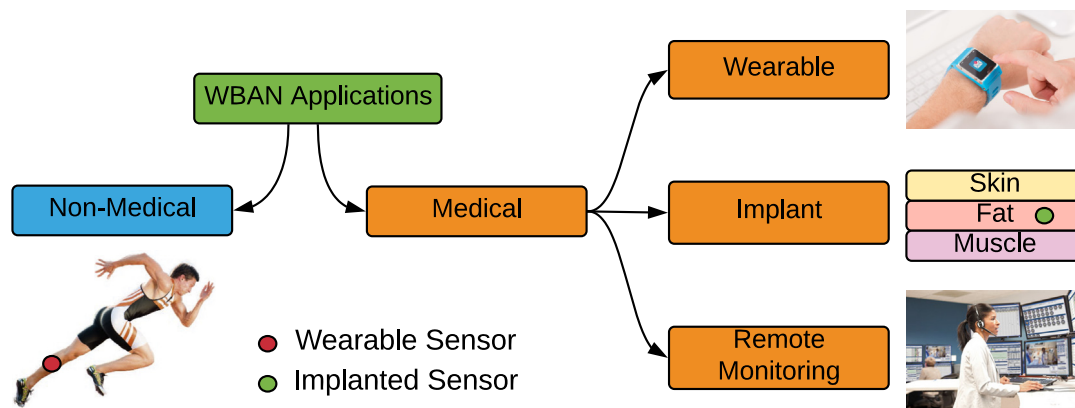 WBAN Applications
Non-Medical
Medical
Wearable
Implant
Remote
Monitoring
Skin
Fat
Muscle
Wearable Sensor
Implanted Sensor